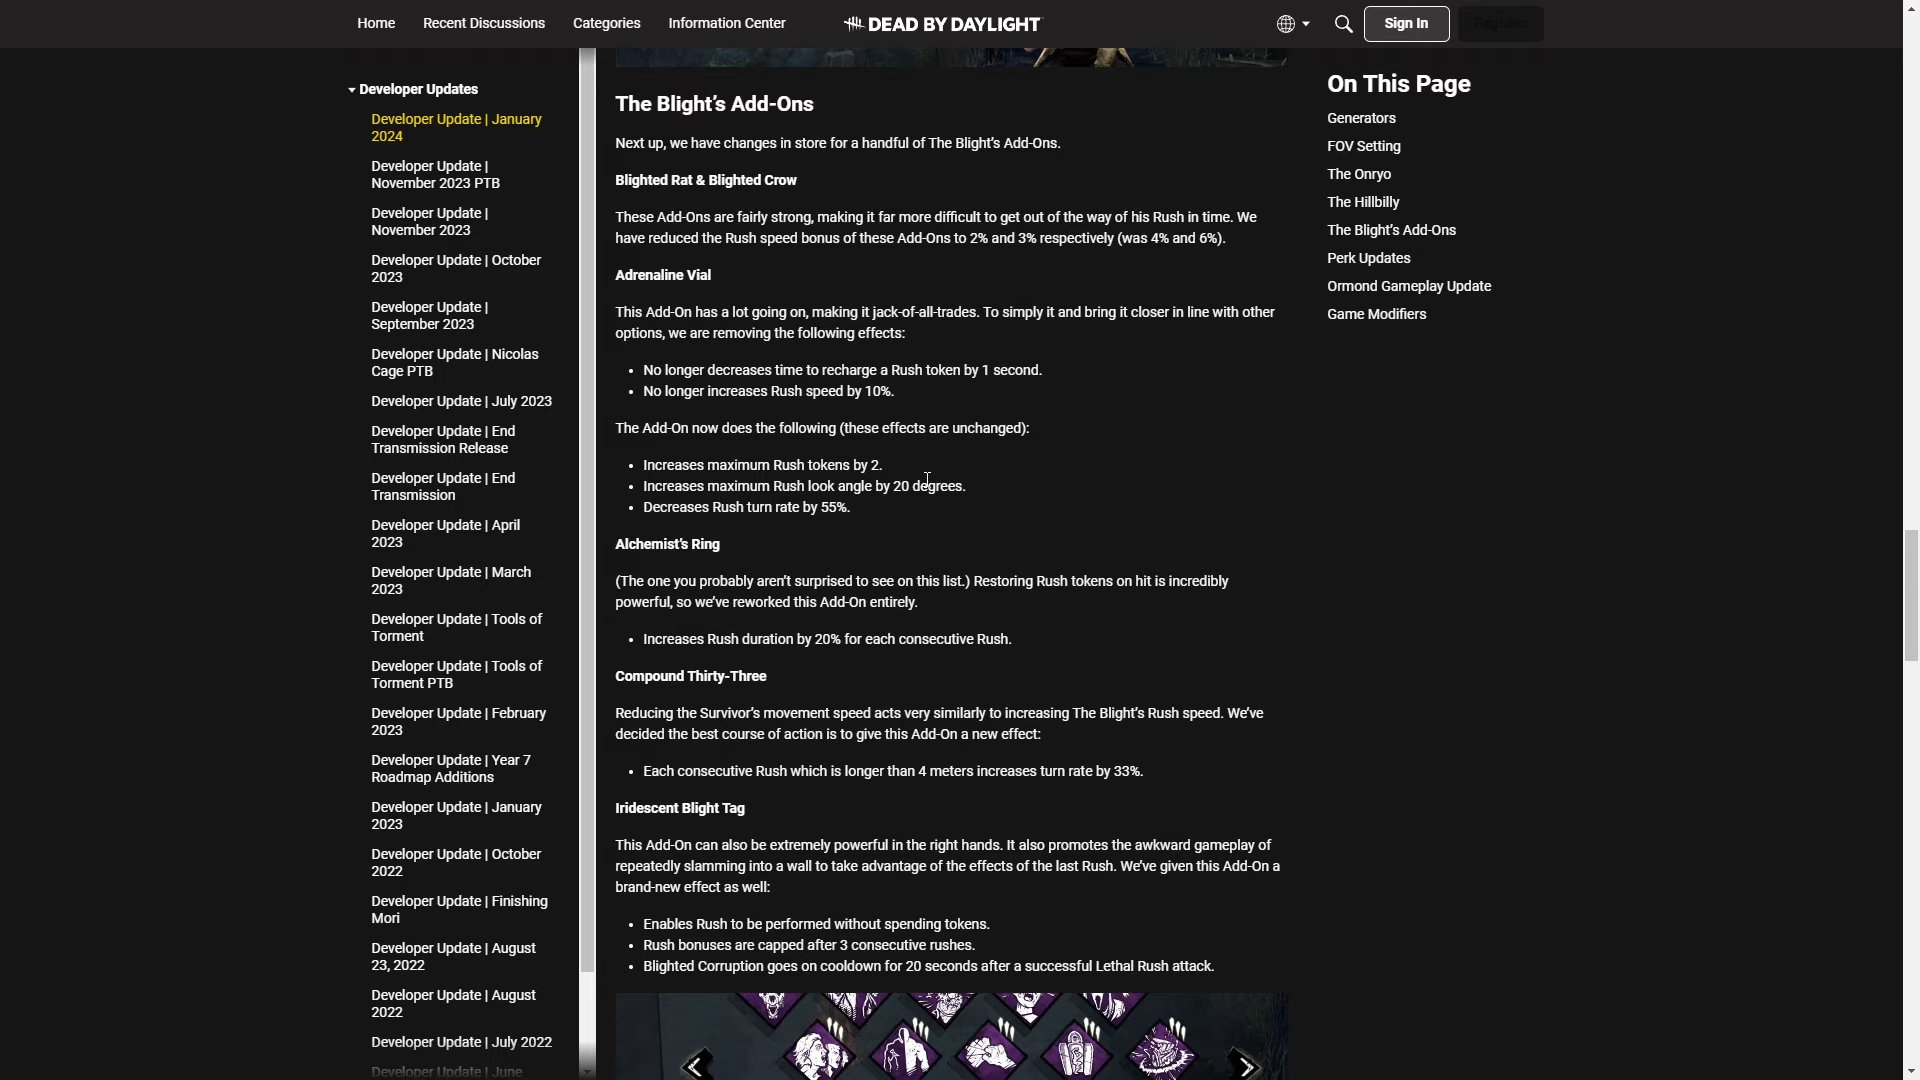 Home
Recent Discussions
Categories
Information Center
DEAD BY DAYLIGHT
Sign In
Register
Developer Updates
Developer Update | January
2024
Developer Update |
November 2023 PTB
Developer Update |
November 2023
Developer Update | October
2023
Developer Update |
September 2023
Developer Update | Nicolas
Cage PTB
Developer Update | July 2023
Developer Update | End
Transmission Release
Developer Update | End
Transmission
Developer Update | April
2023
Developer Update | March
2023
Developer Update | Tools of
Torment
Developer Update | Tools of
Torment PTB
Developer Update | February
2023
Developer Update | Year 7
Roadmap Additions
Developer Update | January
2023
Developer Update | October
2022
Developer Update | Finishing
Mori
Developer Update | August
23, 2022
Developer Update | August
2022
Developer Update | July 2022
Developer Update | June
The Blight’s Add-Ons
Next up, we have changes in store for a handful of The Blight’s Add-Ons.
Blighted Rat & Blighted Crow
These Add-Ons are fairly strong, making it far more difficult to get out of the way of his Rush in time. We
have reduced the Rush speed bonus of these Add-Ons to 2% and 3% respectively (was 4% and 6%).
Adrenaline Vial
This Add-On has a lot going on, making it jack-of-all-trades. To simply it and bring it closer in line with other
options, we are removing the following effects:
• No longer decreases time to recharge a Rush token by 1 second.
• No longer increases Rush speed by 10%.
The Add-On now does the following (these effects are unchanged):
• Increases maximum Rush tokens by 2.
• Increases maximum Rush look angle by 20 degrees.
• Decreases Rush turn rate by 55%.
Alchemist’s Ring
(The one you probably aren’t surprised to see on this list.) Restoring Rush tokens on hit is incredibly
powerful, so we’ve reworked this Add-On entirely.
• Increases Rush duration by 20% for each consecutive Rush.
Compound Thirty-Three
Reducing the Survivor’s movement speed acts very similarly to increasing The Blight’s Rush speed. We’ve
decided the best course of action is to give this Add-On a new effect:
• Each consecutive Rush which is longer than 4 meters increases turn rate by 33%.
Iridescent Blight Tag
This Add-On can also be extremely powerful in the right hands. It also promotes the awkward gameplay of
repeatedly slamming into a wall to take advantage of the effects of the last Rush. We’ve given this Add-On a
brand-new effect as well:
• Enables Rush to be performed without spending tokens.
• Rush bonuses are capped after 3 consecutive rushes.
• Blighted Corruption goes on cooldown for 20 seconds after a successful Lethal Rush attack.
On This Page
Generators
FOV Setting
The Onryo
The Hillbilly
The Blight’s Add-Ons
Perk Updates
Ormond Gameplay Update
Game Modifiers